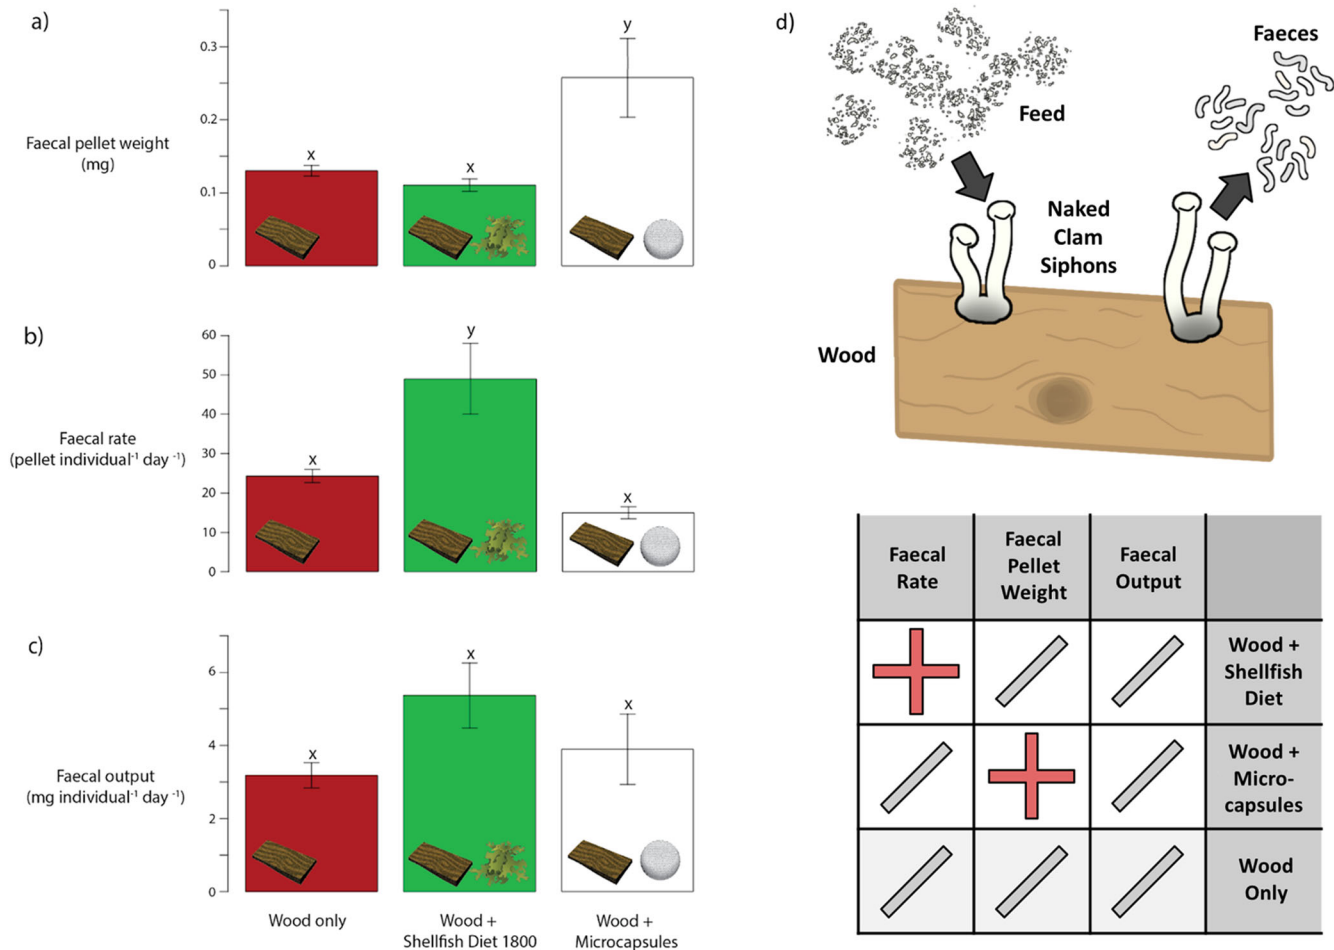 a)
0.3
0.2
0.1
0
Faecal pellet weight
(mg)
x
x
y
b)
60
50
40
30
20
10
0
Faecal rate
(pellet individual⁻¹ day ⁻¹)
x
y
x
c)
6
4
2
0
Faecal output
(mg individual⁻¹ day ⁻¹)
x
x
x
Wood only
Wood +
Shellfish Diet 1800
Wood +
Microcapsules
d)
Feed
Faeces
Naked
Clam
Siphons
Wood
Faecal
Rate
Faecal
Pellet
Weight
Faecal
Output
Wood +
Shellfish
Diet
Wood +
Micro-
capsules
Wood
Only